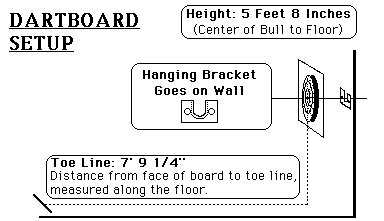 DARTBOARD
SETUP
Height: 5 Feet 8 Inches
(Center of Bull to Floor)
Hanging Bracket
Goes on Wall
Toe Line: 7' 9 1/4"
Distance from face of board to toe line,
measured along the floor.